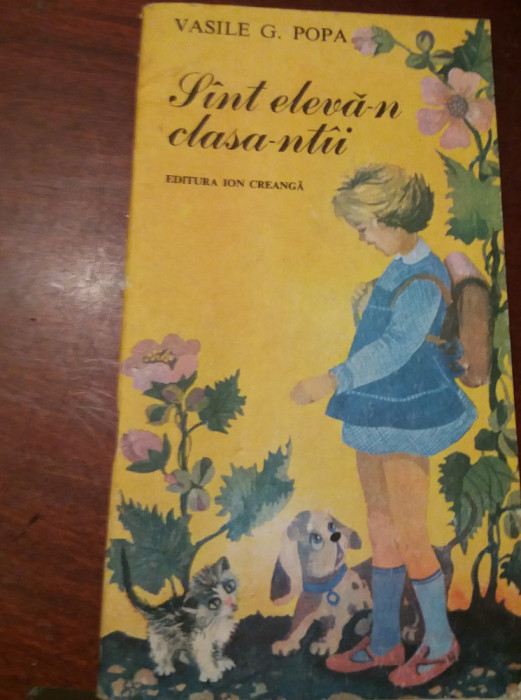 VASILE G. POPA
Sînt elevă-n
clasa-ntîi
EDITURA ION CREANGĂ